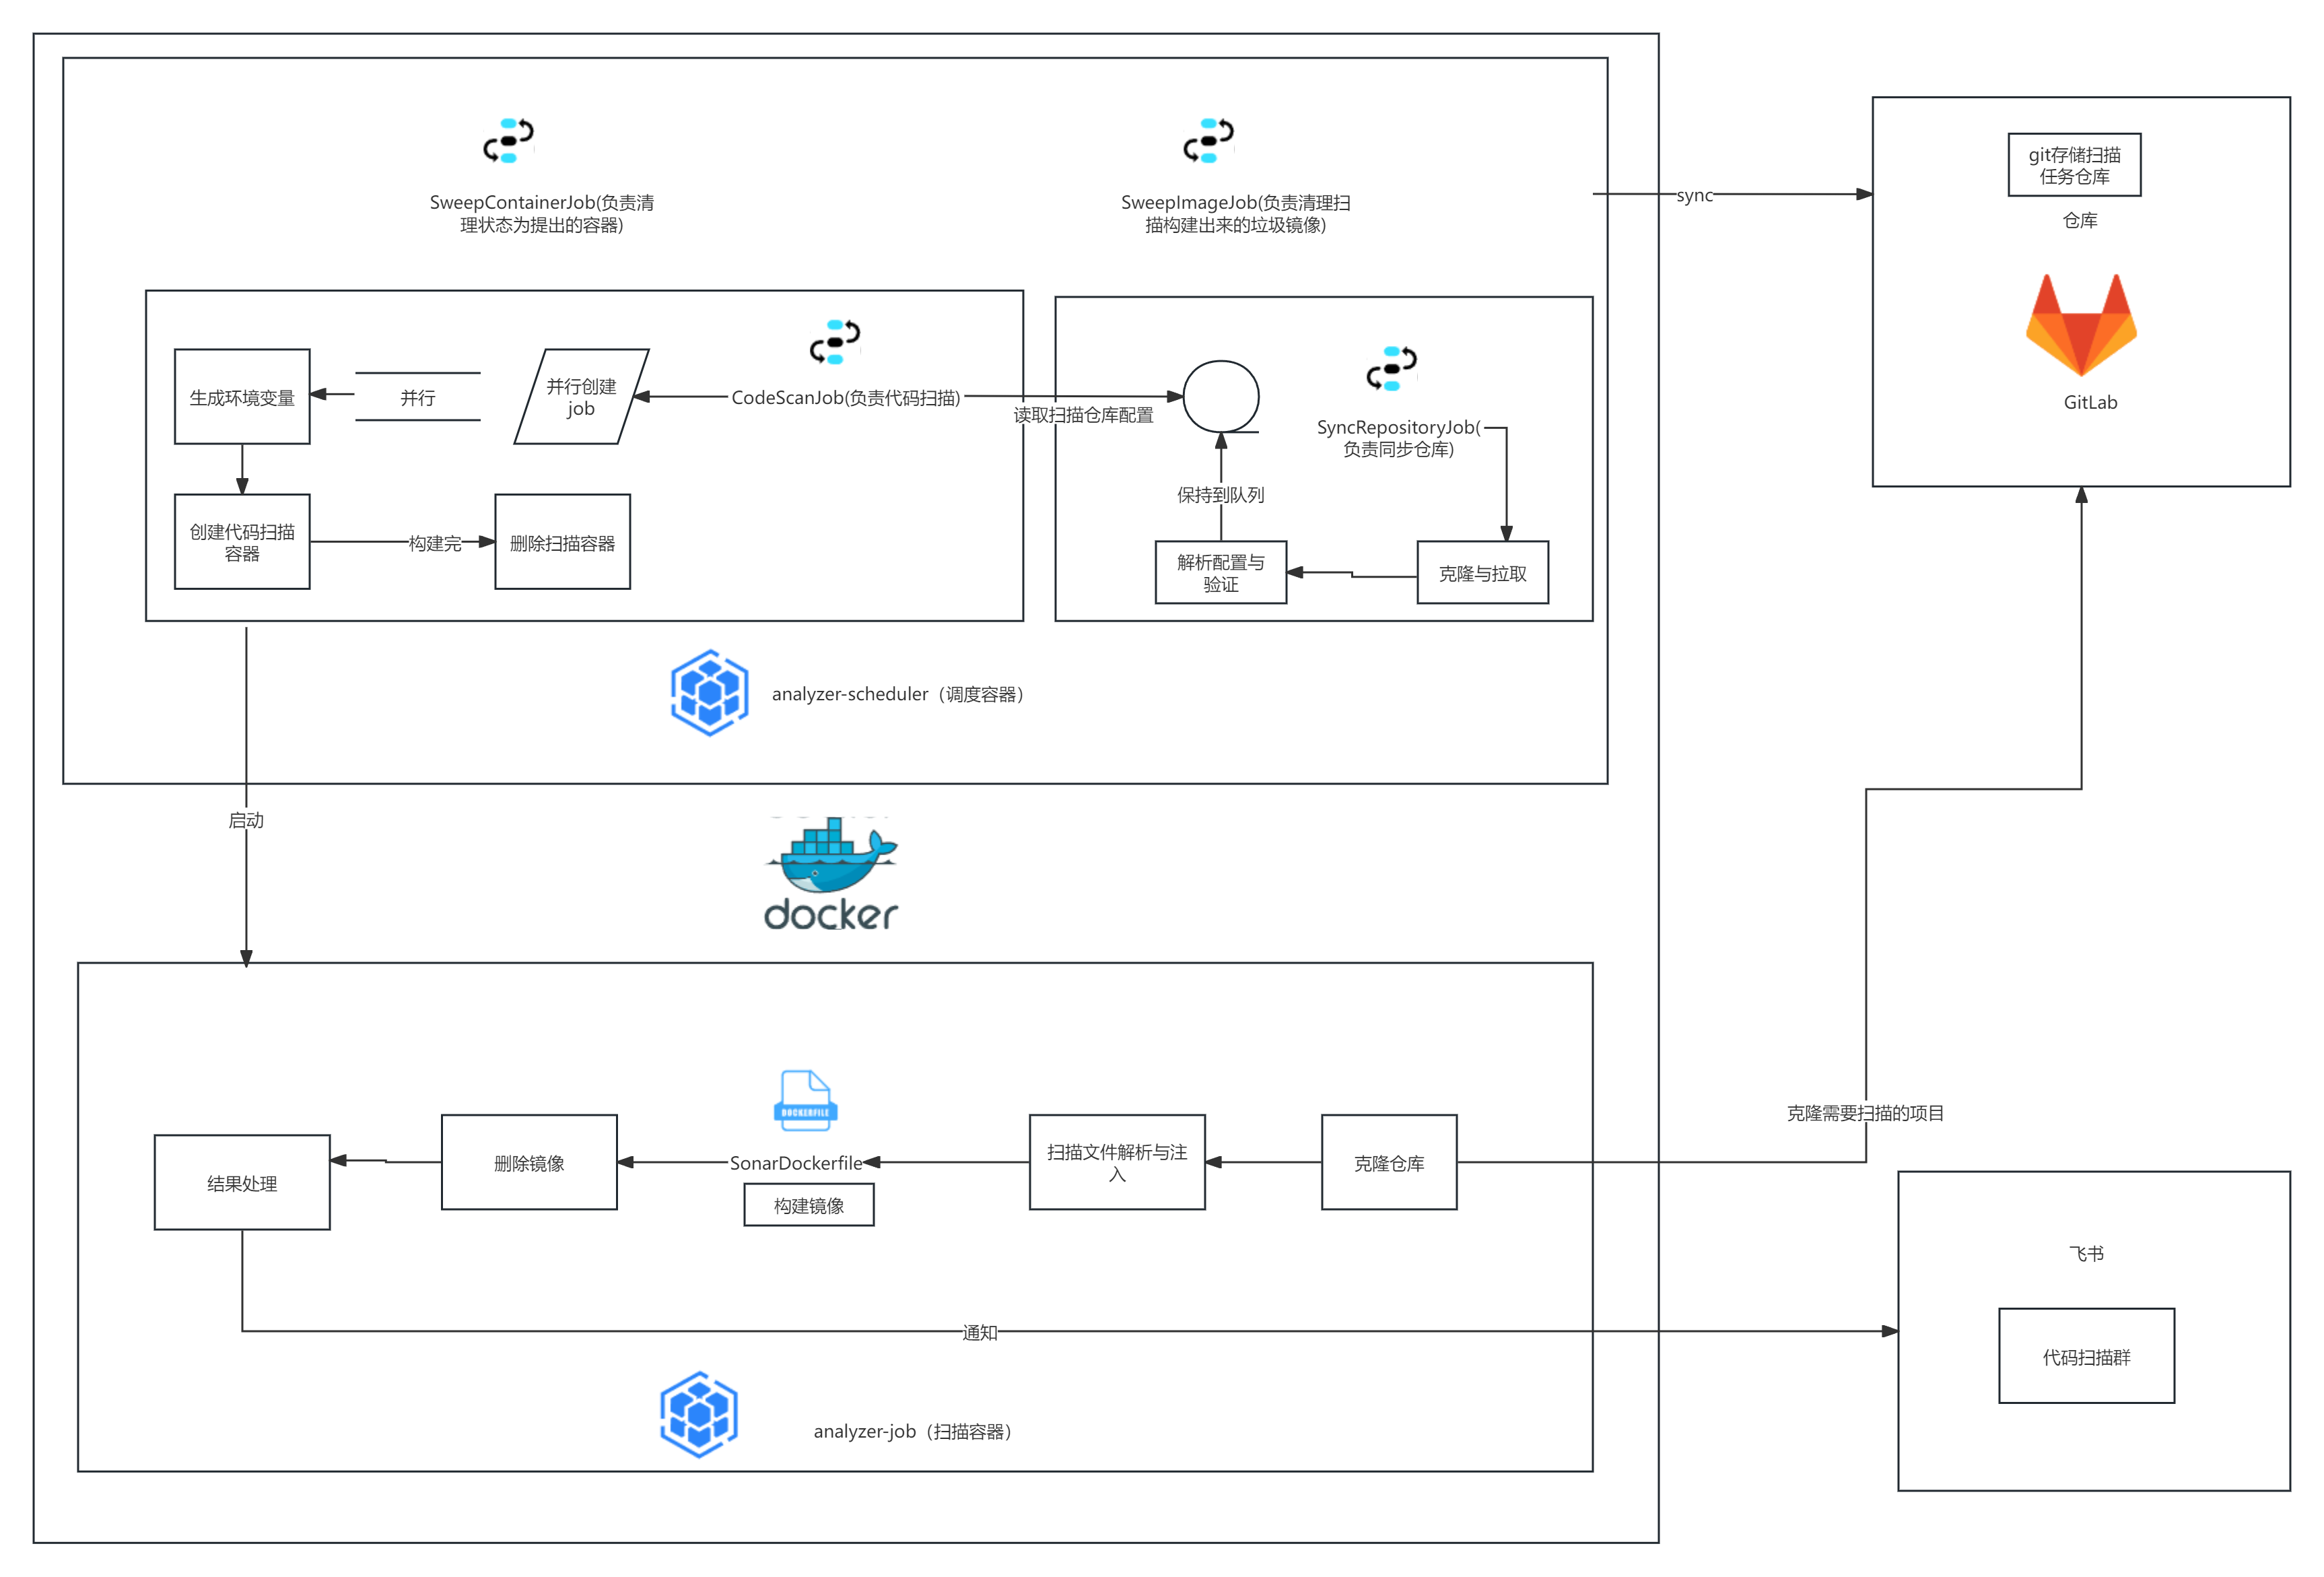 SweepContainerJob(负责清
理状态为提出的容器)
SweepImageJob(负责清理扫
描构建出来的垃圾镜像)
sync
git存储扫描
任务仓库
仓库
GitLab
生成环境变量
并行
并行创建
job
CodeScanJob(负责代码扫描)
读取扫描仓库配置
SyncRepositoryJob(
负责同步仓库)
保持到队列
创建代码扫描
容器
构建完
删除扫描容器
解析配置与
验证
克隆与拉取
analyzer-scheduler（调度容器）
启动
docker
DOCKERFILE
克隆需要扫描的项目
结果处理
删除镜像
SonarDockerfile
构建镜像
扫描文件解析与注
入
克隆仓库
飞书
代码扫描群
通知
analyzer-job（扫描容器）